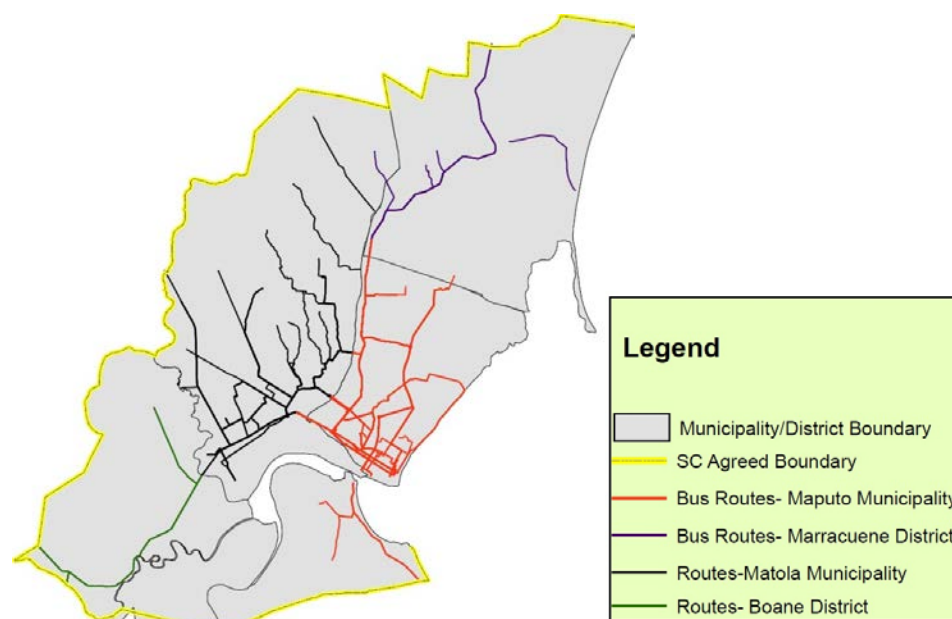 Legend
Municipality/District Boundary
SC Agreed Boundary
Bus Routes- Maputo Municipality
Bus Routes- Marracuene District
Routes-Matola Municipality
Routes- Boane District